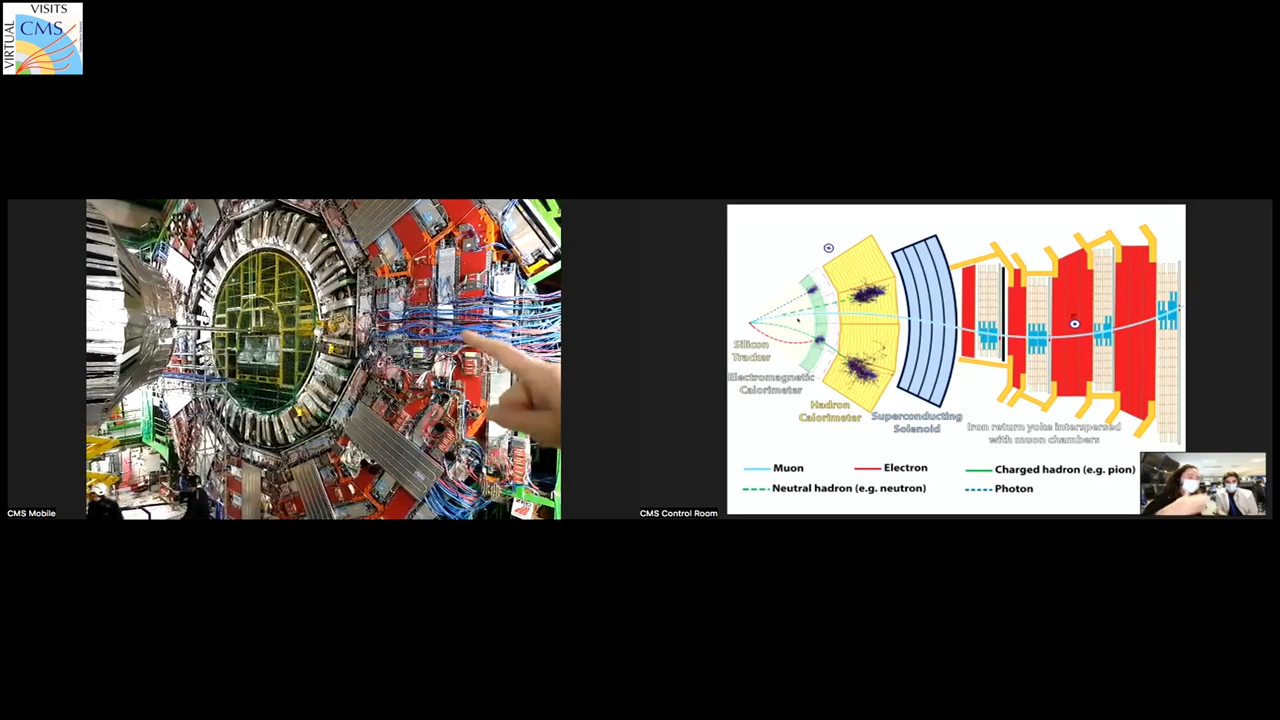 VISITS
CMS
VIRTUAL
Silicon
Tracker
Electromagnetic
Calorimeter
Hadron
Calorimeter
Superconducting
Solenoid
Iron return yoke interspersed
with muon chambers
Muon
Electron
Charged hadron (e.g. pion)
Neutral hadron (e.g. neutron)
Photon
CMS Mobile
CMS Control Room